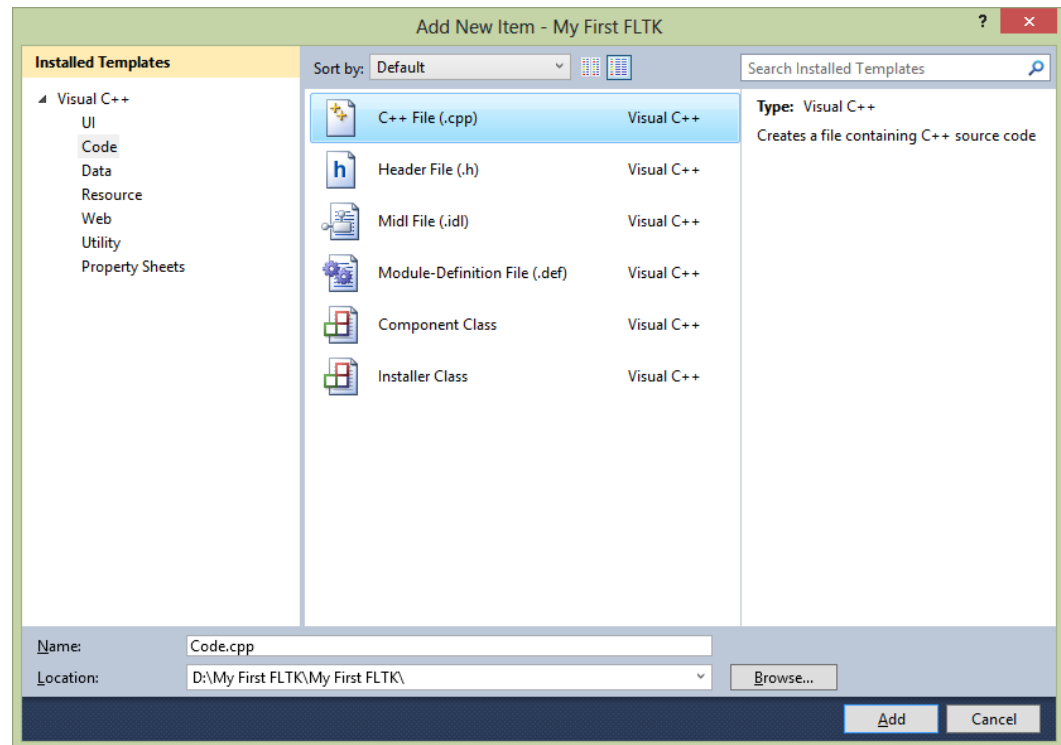 Add New Item - My First FLTK
?
Installed Templates
Sort by: Default
Search Installed Templates
Visual C++
UI
Code
Data
Resource
Web
Utility
Property Sheets
C++ File (.cpp) Visual C++
h Header File (.h) Visual C++
Midl File (.idl) Visual C++
Module-Definition File (.def) Visual C++
Component Class Visual C++
Installer Class Visual C++
Type: Visual C++
Creates a file containing C++ source code
Name: Code.cpp
Location: D:\My First FLTK\My First FLTK\
Browse...
Add Cancel